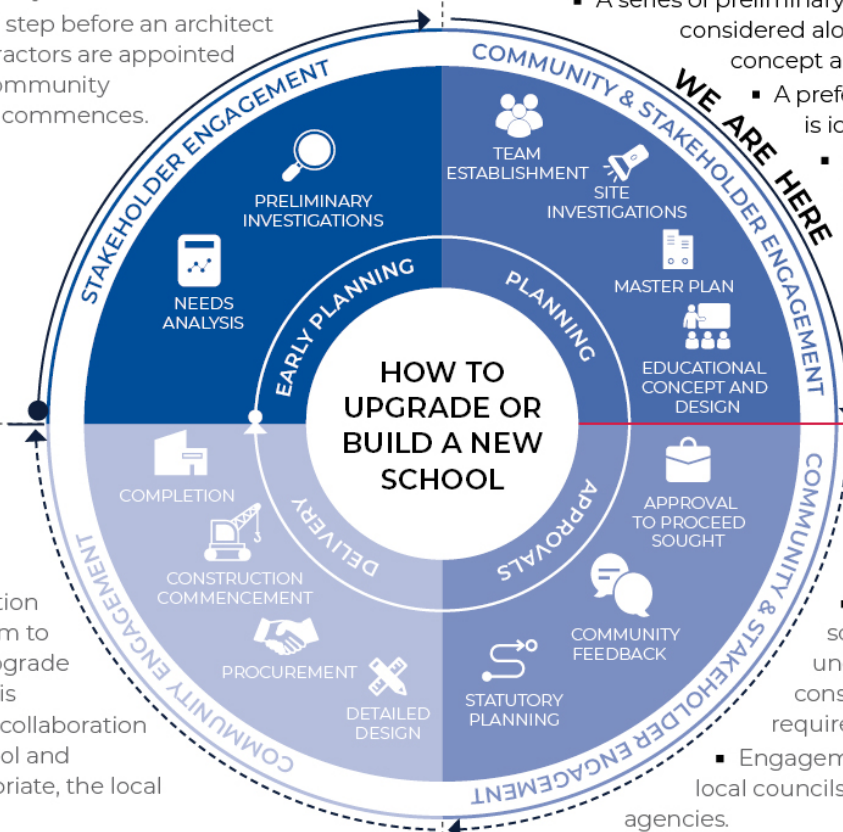 step before an architect
ractors are appointed
ommunity
commences.
A series of preliminary
considered alo
concept a
▪ A pref
is ic
WE ARE HERE
STAKEHOLDER ENGAGEMENT
COMMUNITY & STAKEHOLDER ENGAGEMENT
PRELIMINARY
INVESTIGATIONS
NEEDS
ANALYSIS
EARLY PLANNING
TEAM
ESTABLISHMENT
SITE
INVESTIGATIONS
MASTER PLAN
EDUCATIONAL
CONCEPT AND
DESIGN
PLANNING
HOW TO
UPGRADE OR
BUILD A NEW
SCHOOL
APPROVAL
TO PROCEED
SOUGHT
COMMUNITY
FEEDBACK
STATUTORY
PLANNING
APPROVALS
COMMUNITY & STAKEHOLDER ENGAGEMENT
DETAILED
DESIGN
PROCUREMENT
CONSTRUCTION
COMMENCEMENT
COMPLETION
DELIVERY
COMMUNITY ENGAGEMENT
tion
m to
pgrade
is
collaboration
ol and
riate, the local
sc
un
cons
require
▪ Engagem
local councils
agencies.